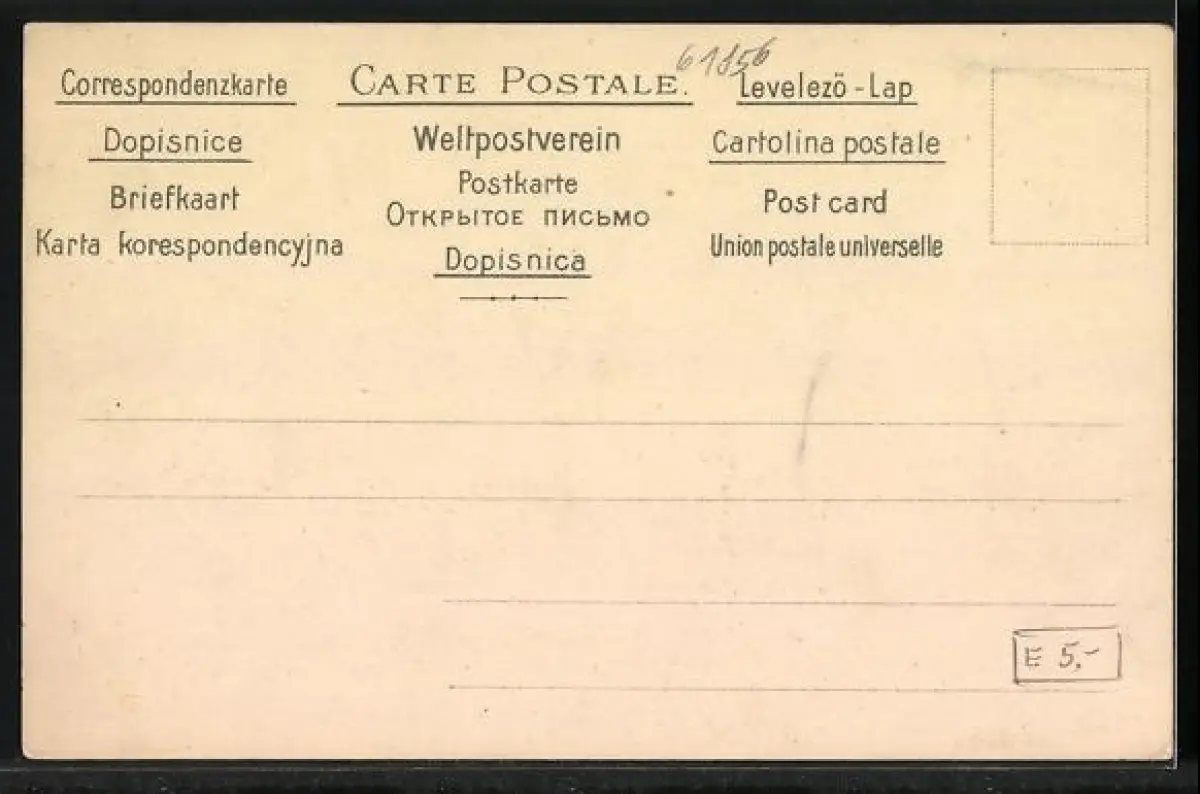 61856
Correspondenzkarte
Dopisnice
Briefkaart
Karta korespondencyjna
CARTE POSTALE.
Weltpostverein
Postkarte
ОТКРЫТОЕ ПИСЬМО
Dopisnica
Levelezö-Lap
Cartolina postale
Post card
Union postale universelle
E 5,-